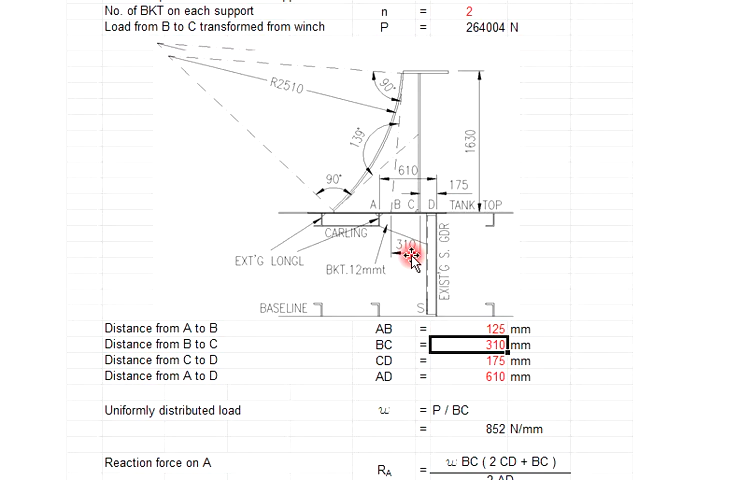 No. of BKT on each support n = 2
Load from B to C transformed from winch P = 264004 N
R2510
90°
139°
1630
610
90°
175
A B C D TANK TOP
CARLING
310
EXT'G LONGL
BKT.12mmt
EXIST'G S. GDR
BASELINE S
Distance from A to B AB = 125 mm
Distance from B to C BC = 310 mm
Distance from C to D CD = 175 mm
Distance from A to D AD = 610 mm
Uniformly distributed load w = P / BC
= 852 N/mm
Reaction force on A RA = w BC ( 2 CD + BC )
2 AD